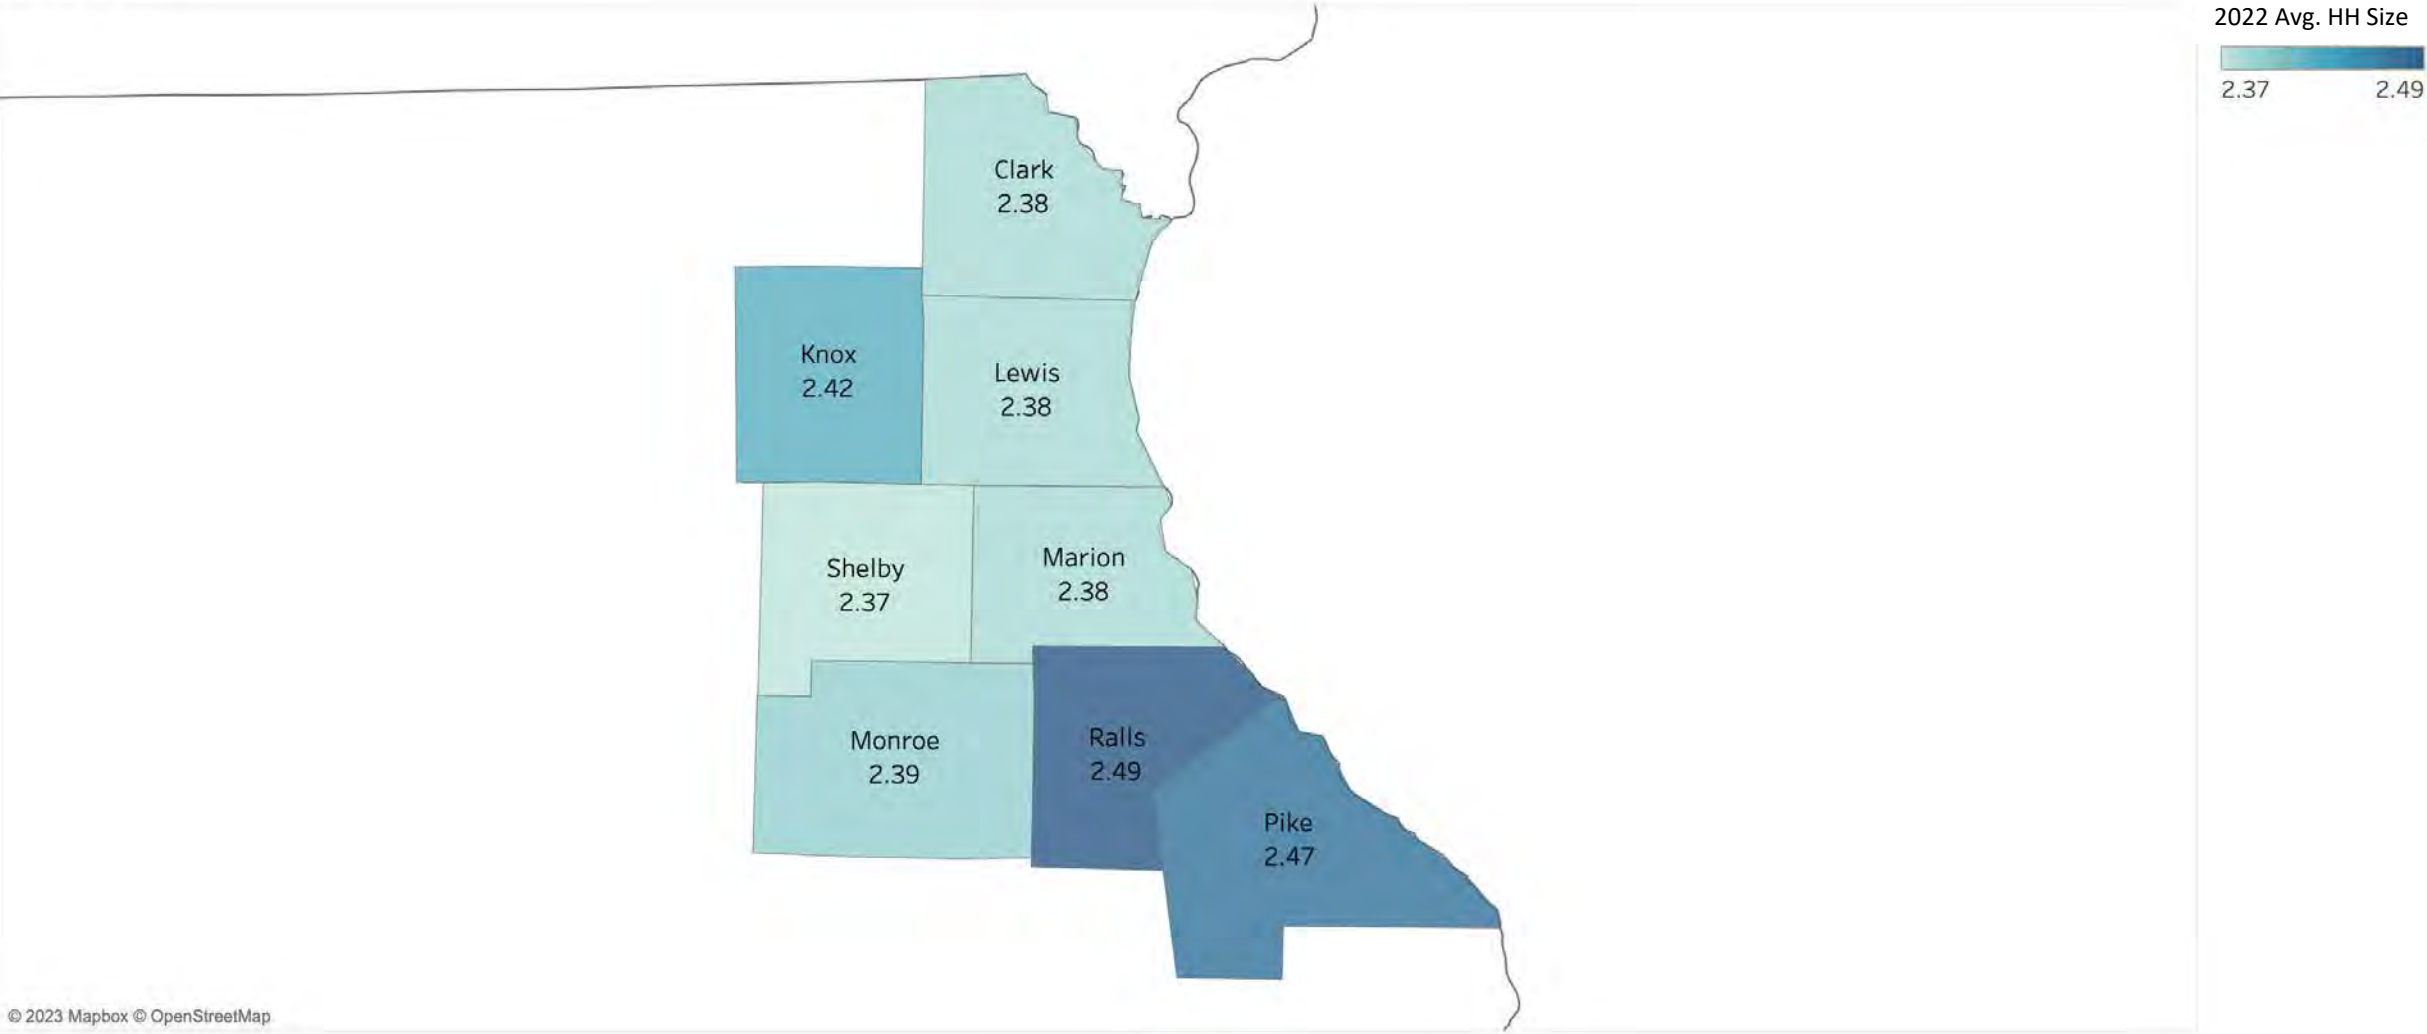 2022 Avg. HH Size
2.37 2.49
Clark
2.38
Knox
2.42
Lewis
2.38
Shelby
2.37
Marion
2.38
Monroe
2.39
Ralls
2.49
Pike
2.47
© 2023 Mapbox © OpenStreetMap